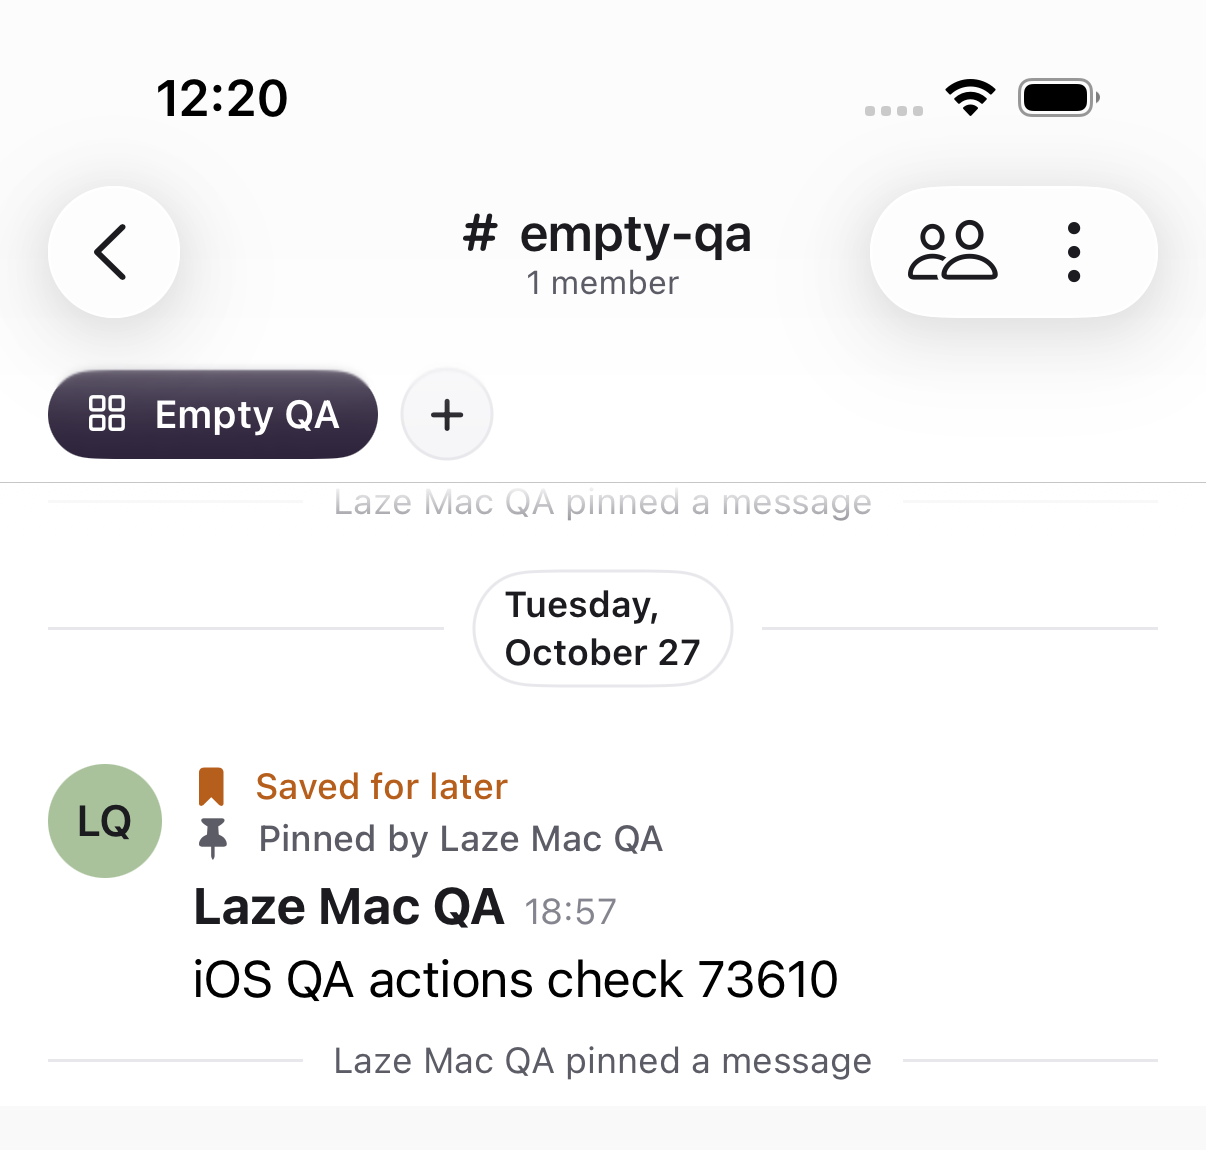 12:20
# empty-qa
1 member
Empty QA
Laze Mac QA pinned a message
Tuesday,
October 27
LQ
Saved for later
Pinned by Laze Mac QA
Laze Mac QA 18:57
iOS QA actions check 73610
Laze Mac QA pinned a message